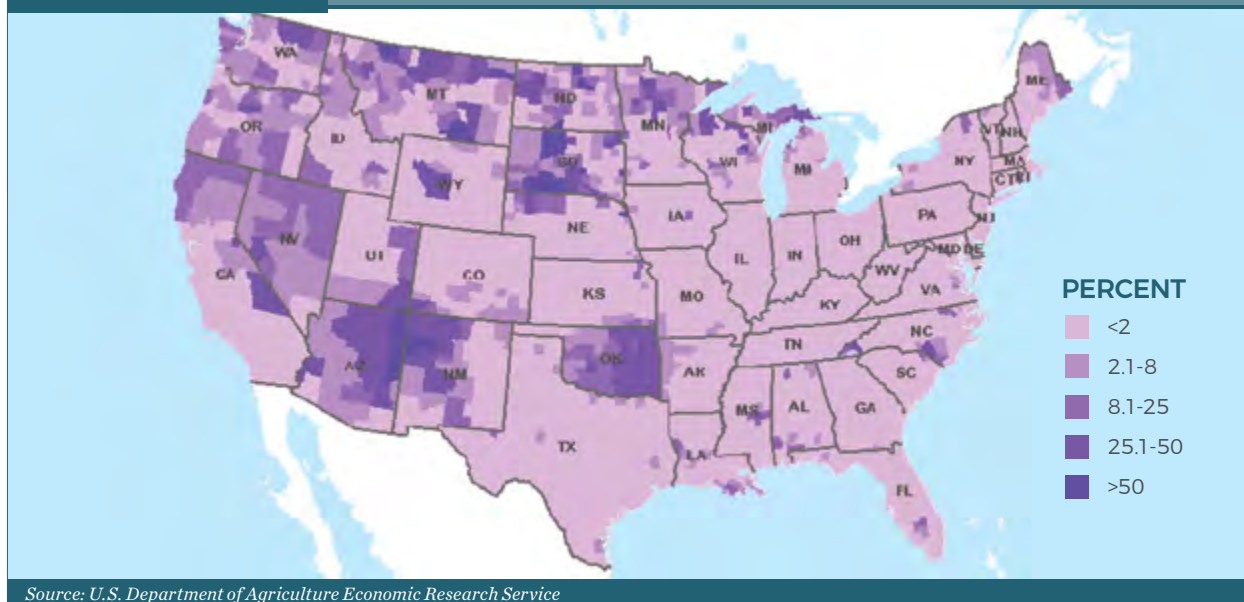 WA
MT
ND
MN
ME
OR
ID
SD
WI
MI
MI
VT
NH
NY
MA
CT
RI
WY
NE
IA
PA
NJ
NV
UT
CO
IL
IN
OH
MD
DE
CA
KS
MO
WV
VA
KY
PERCENT
<2
2.1-8
8.1-25
25.1-50
>50
AZ
NM
OK
AR
TN
NC
SC
TX
MS
AL
GA
LA
FL
Source: U.S. Department of Agriculture Economic Research Service